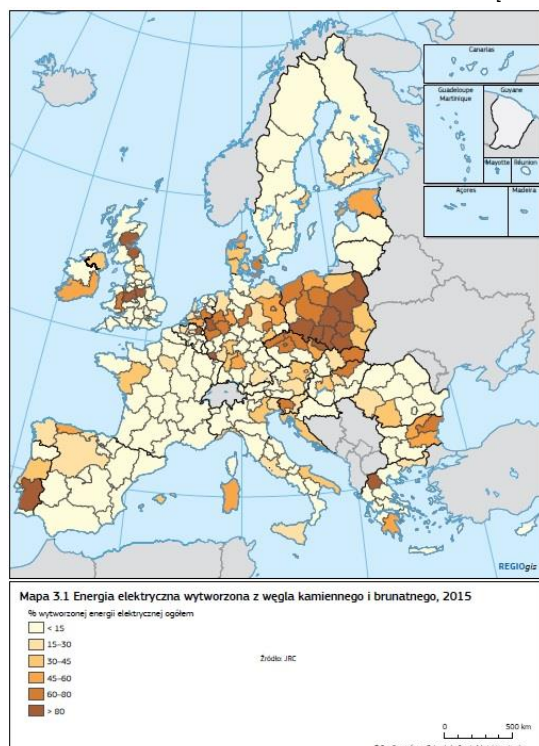 Canarias
Guadeloupe
Martinique
Guyane
Mayotte
Réunion
Açores
Madeira
REGIOgis
Mapa 3.1 Energia elektryczna wytworzona z węgla kamiennego i brunatnego, 2015
% wytworzonej energii elektrycznej ogółem
< 15
15-30
30-45
45-60
60-80
> 80
Źródło: JRC
0 500 km